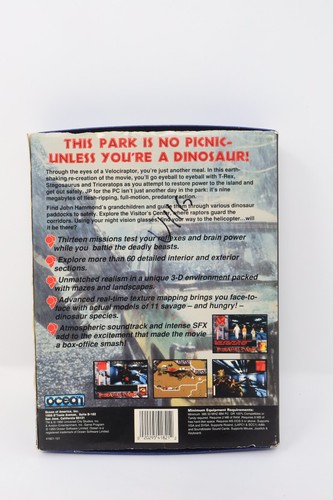 THIS PARK IS NO PICNIC-
UNLESS YOU'RE A DINOSAUR!
Through the eyes of a Velociraptor, you're just another meal. In this earth-
shaking re-creation of the movie, you'll go eyeball to eyeball with T-Rex,
Stegosaurus and Triceratops as you attempt to restore power to the island and
get out safely. JP for the PC isn't just another day in the park: it's nine
megabytes of flesh-ripping, full-motion, predatory action.
Find John Hammond's grandchildren and guide them through various dinosaur
paddocks to safety. Explore the Visitor's Center, where raptors guard the
corridors. Using your night vision glasses, find your way to the helicopter...will
it be there?
Thirteen missions test your reflexes and brain power
while you battle the deadly beasts.
Explore more than 60 detailed interior and exterior
sections.
Unmatched realism in a unique 3-D environment packed
with mazes and landscapes.
Advanced real-time texture mapping brings you face-to-
face with actual models of 11 savage – and hungry! –
dinosaur species.
Atmospheric soundtrack and intense SFX
add to the excitement that made the movie
a box-office smash!
ocean
Ocean of America, Inc.
Minimum Equipment Requirements: